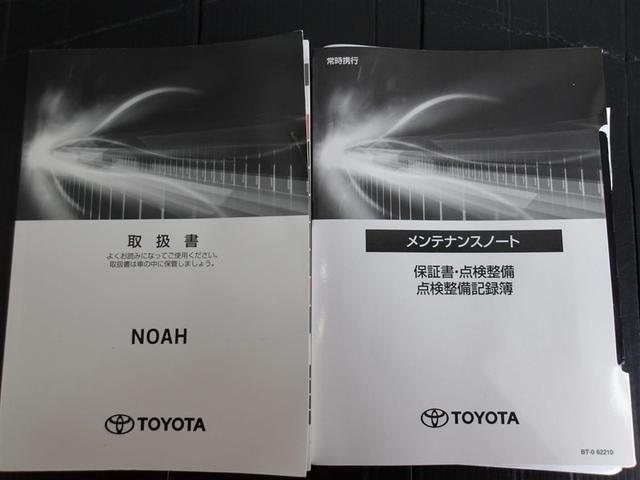 取扱書
よくお読みになってご使用ください。
取扱書は車の中に保管しましょう。
NOAH
TOYOTA
常時携行
メンテナンスノート
保証書・点検整備
点検整備記録簿
TOYOTA
BT-0 62210